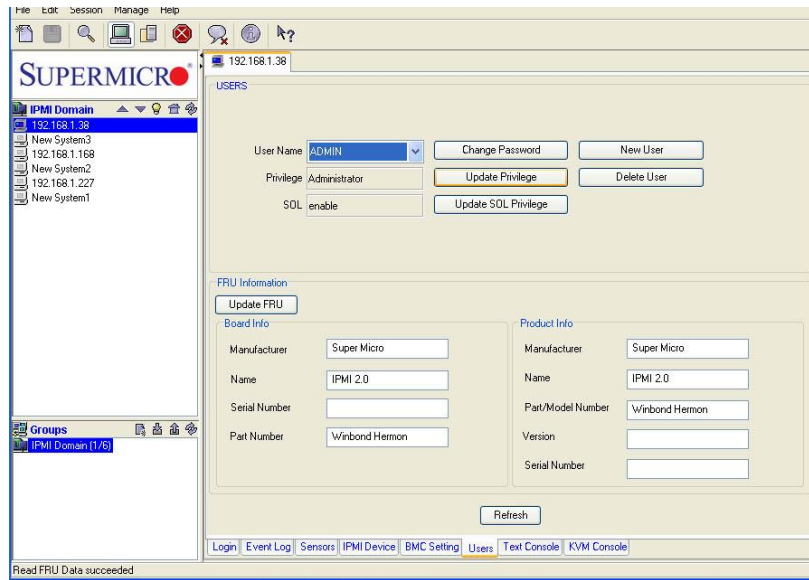 File Edit Session Manage Help
SUPERMICRO
IPMI Domain
192.168.1.38
New System3
192.168.1.168
New System2
192.168.1.227
New System1
Groups
IPMI Domain (1/6)
192.168.1.38
USERS
User Name ADMIN Change Password New User
Privilege Administrator Update Privilege Delete User
SOL enable Update SOL Privilege
FRU Information
Update FRU
Board Info
Manufacturer Super Micro
Name IPMI 2.0
Serial Number
Part Number Winbond Hermon
Product Info
Manufacturer Super Micro
Name IPMI 2.0
Part/Model Number Winbond Hermon
Version
Serial Number
Refresh
Login Event Log Sensors IPMI Device BMC Setting Users Text Console KVM Console
Read FRU Data succeeded